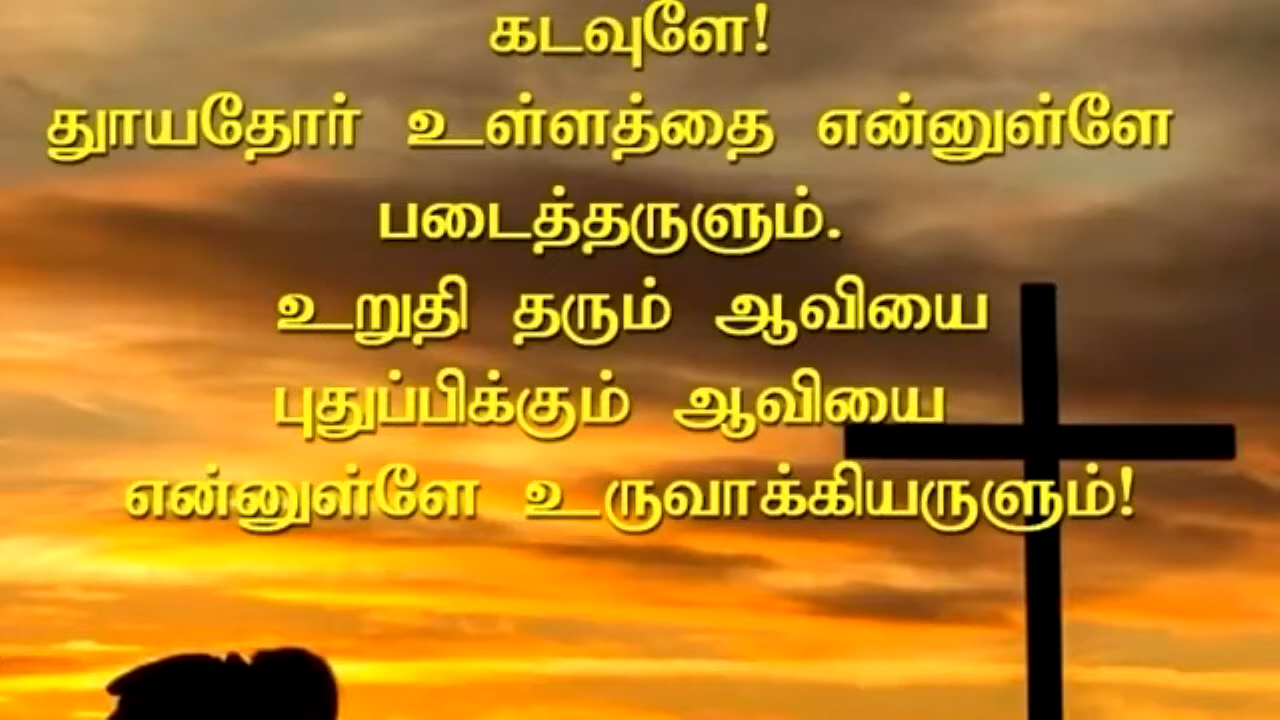 கடவுளே!
தூயதோர் உள்ளத்தை என்னுள்ளே
படைத்தருளும்.
உறுதி தரும் ஆவியை
புதுப்பிக்கும் ஆவியை
என்னுள்ளே உருவாக்கியருளும்!